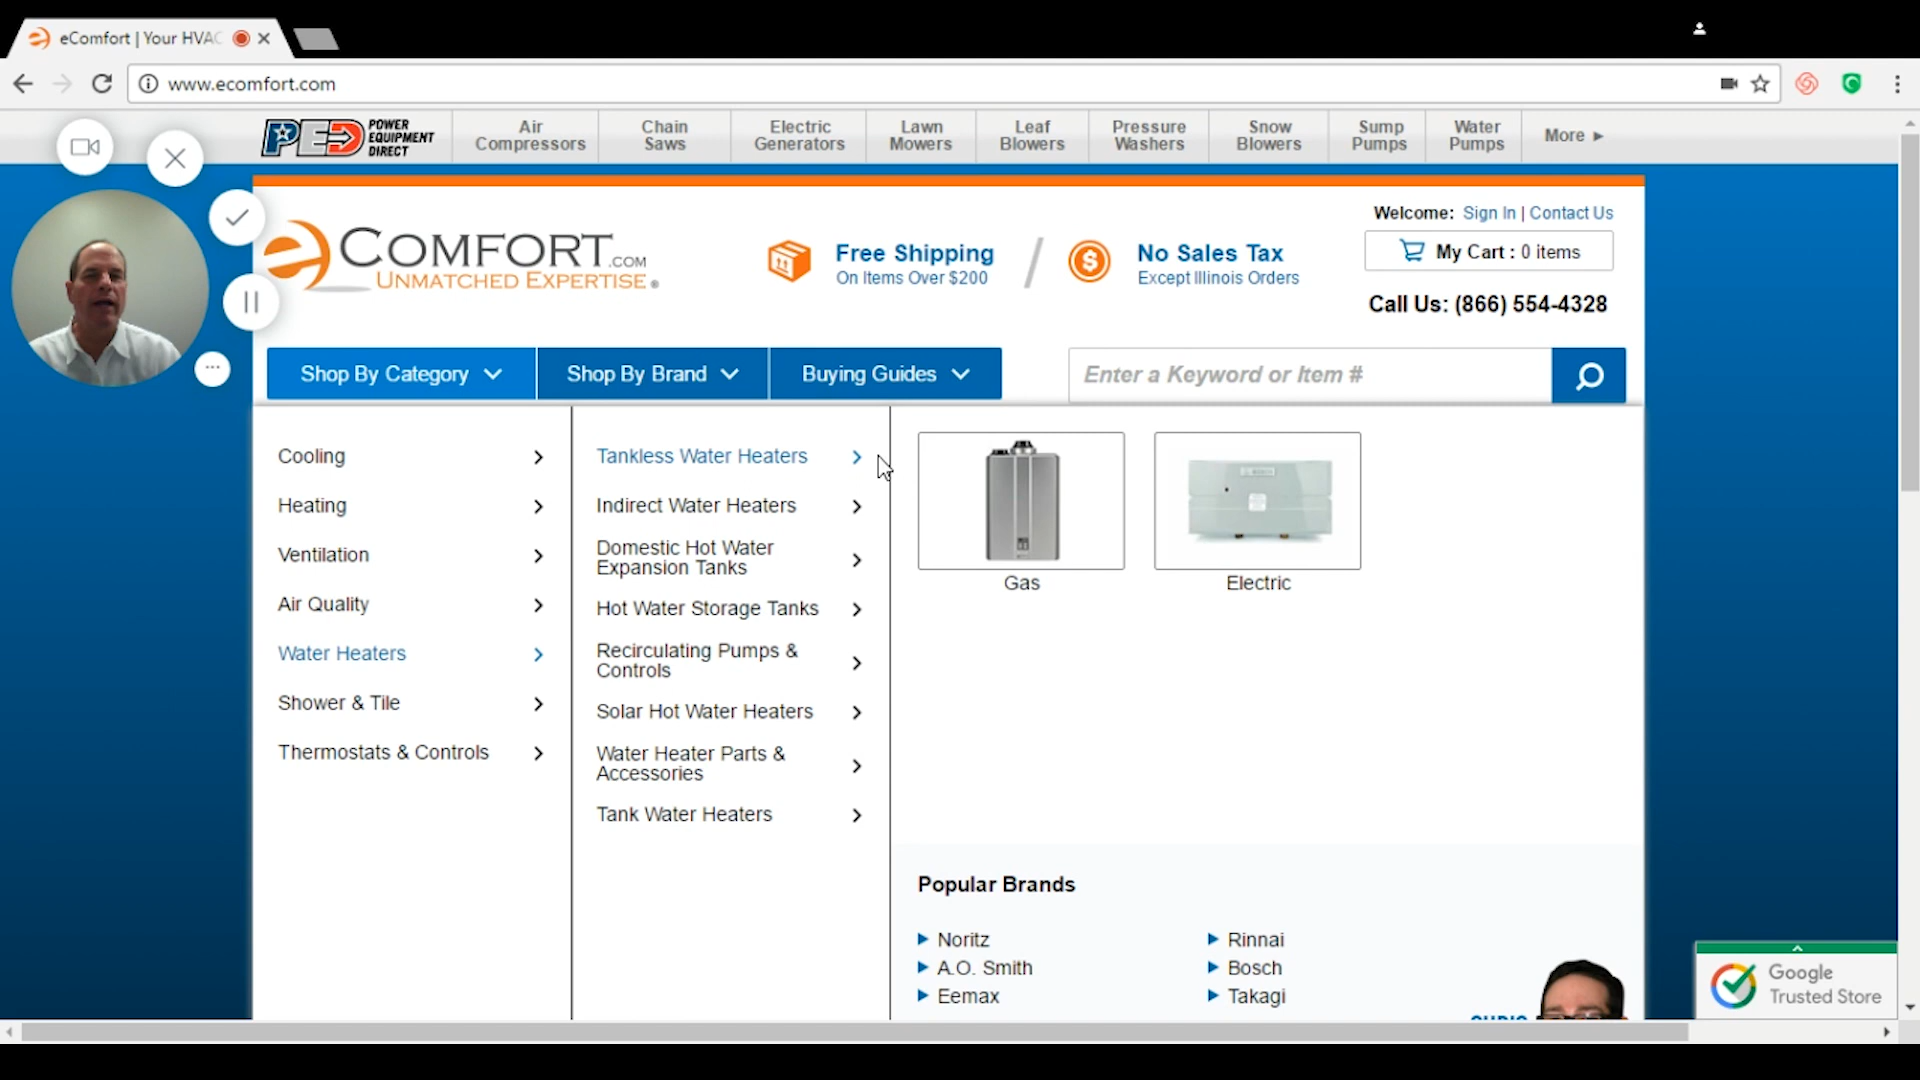 eComfort | Your HVAC
www.ecomfort.com
PED POWER EQUIPMENT DIRECT
Air Compressors
Chain Saws
Electric Generators
Lawn Mowers
Leaf Blowers
Pressure Washers
Snow Blowers
Sump Pumps
Water Pumps
More
eCOMFORT.COM
UNMATCHED EXPERTISE®
Free Shipping
On Items Over $200
No Sales Tax
Except Illinois Orders
Welcome: Sign In | Contact Us
My Cart : 0 items
Call Us: (866) 554-4328
Shop By Category
Shop By Brand
Buying Guides
Enter a Keyword or Item #
Cooling
Heating
Ventilation
Air Quality
Water Heaters
Shower & Tile
Thermostats & Controls
Tankless Water Heaters
Indirect Water Heaters
Domestic Hot Water
Expansion Tanks
Hot Water Storage Tanks
Recirculating Pumps &
Controls
Solar Hot Water Heaters
Water Heater Parts &
Accessories
Tank Water Heaters
Gas
Electric
Popular Brands
Noritz
Rinnai
A.O. Smith
Bosch
Eemax
Takagi
Google
Trusted Store